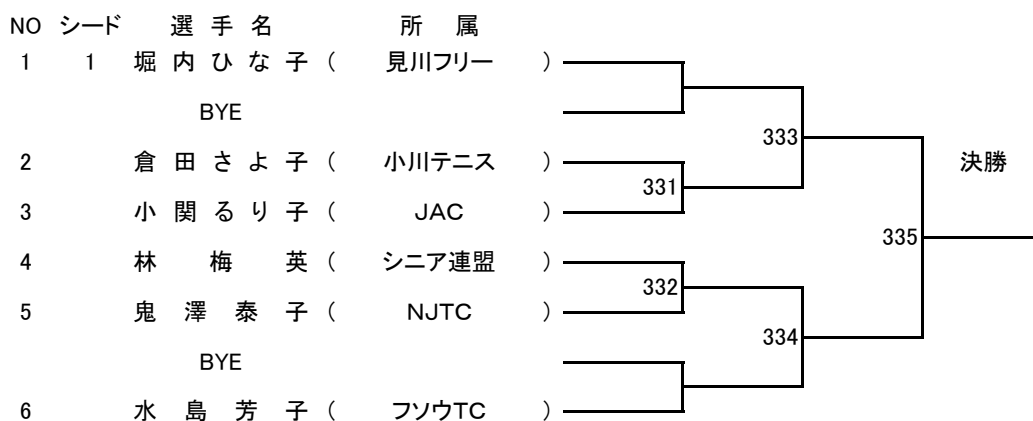 NO シード 選手名 所属
1 1 堀内ひな子 ( 見川フリー )
BYE
333
2 倉田さよ子 ( 小川テニス ) 決勝
331
3 小関るり子 ( JAC )
335
4 林梅英 ( シニア連盟 )
332
5 鬼澤泰子 ( NJTC )
334
BYE
6 水島芳子 ( フソウTC )